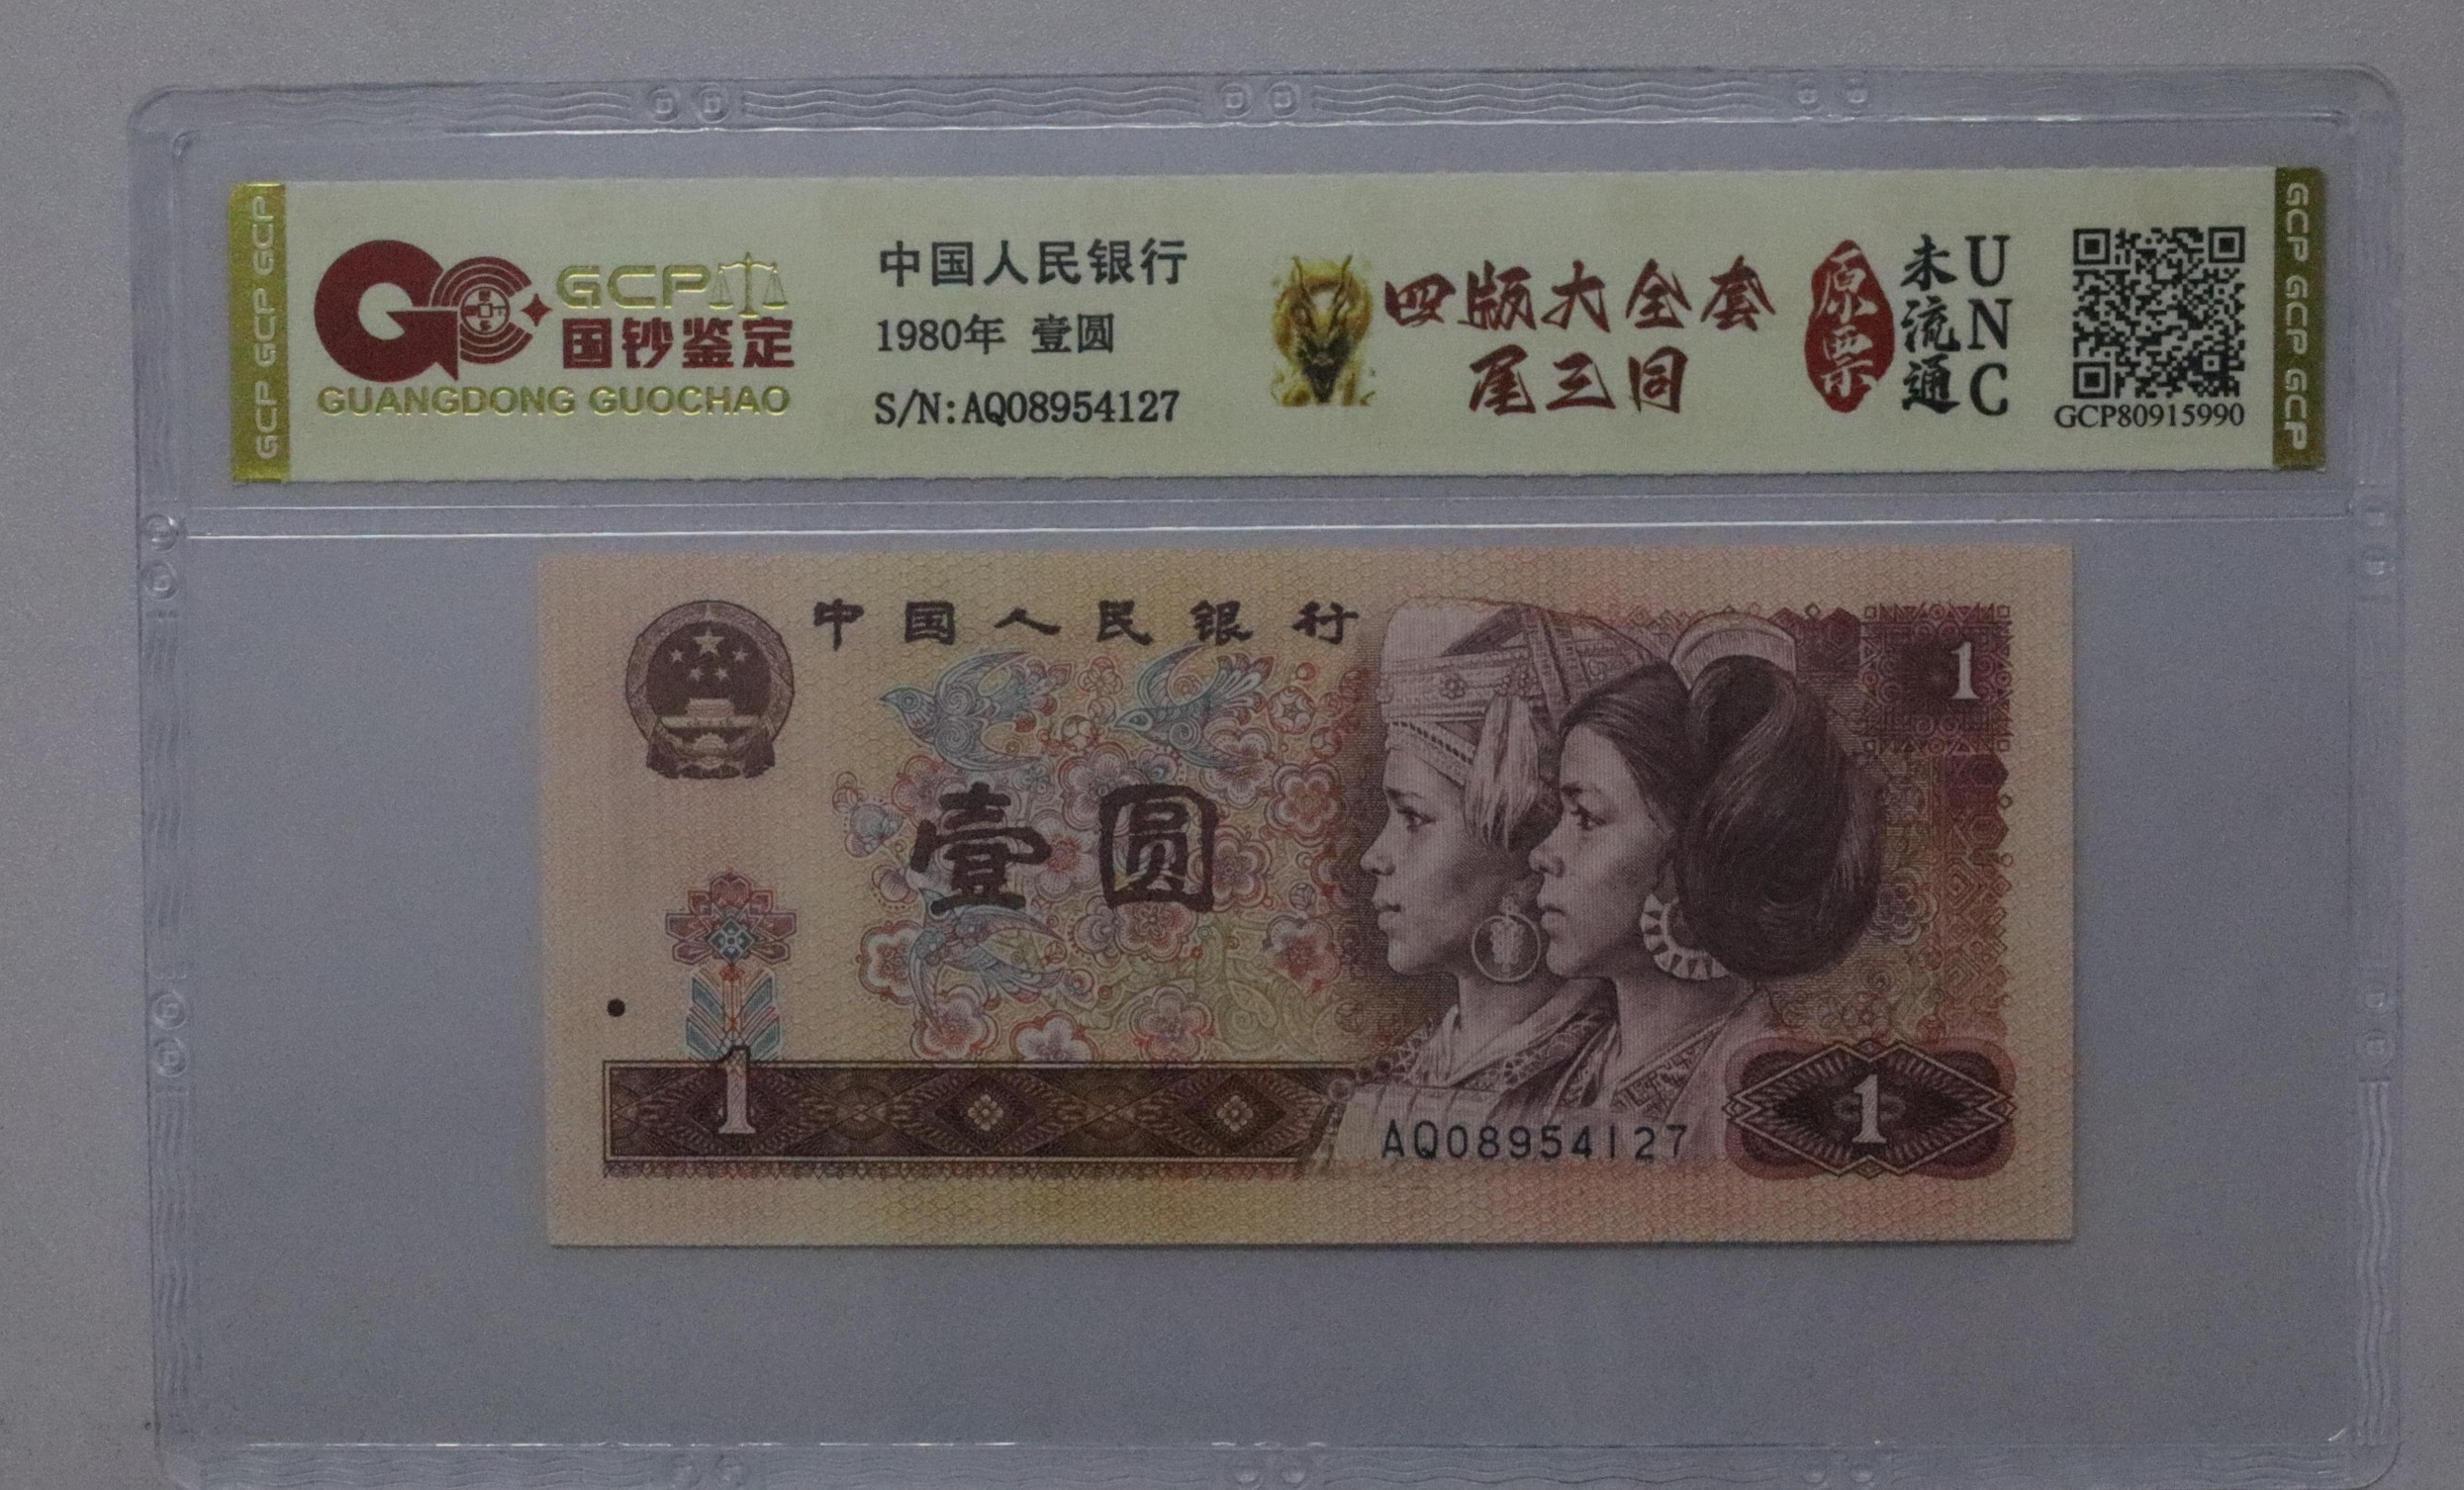 GCP GCP GCP
GCP
国钞鉴定
GUANGDONG GUOCHAO
中国人民银行
1980年 壹圆
S/N:AQ08954127
四版大全套
尾三同
原票
未流通
UNC
GCP80915990
GCP GCP GCP
中国人民银行
1
壹圆
1
AQ08954127
1